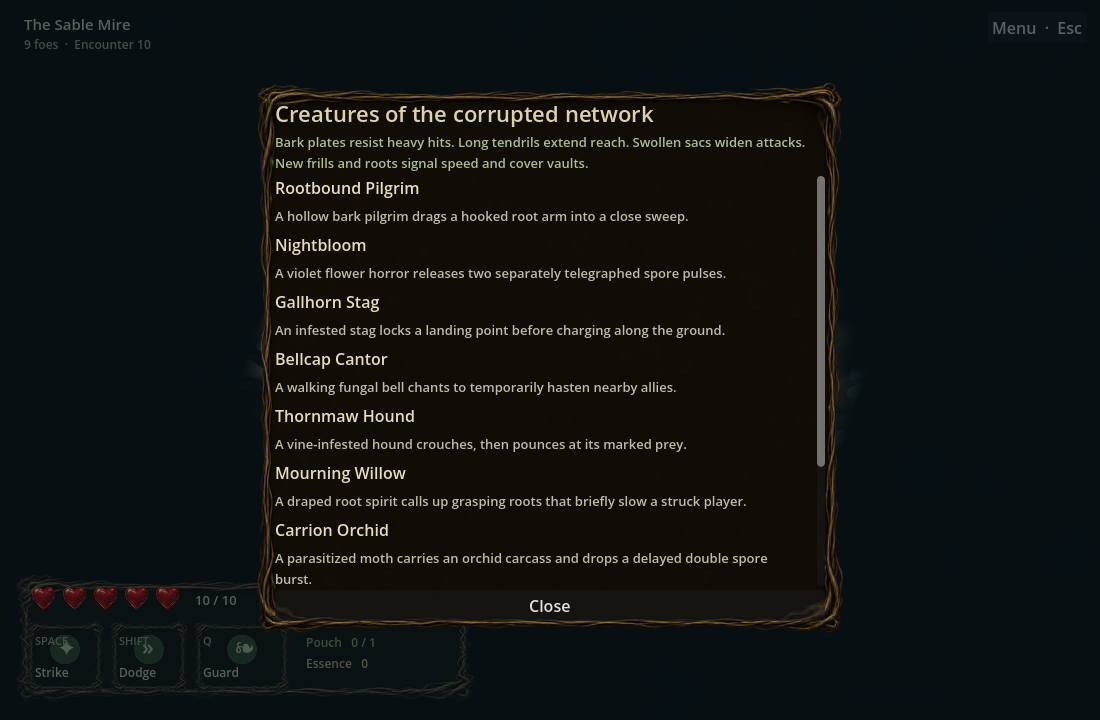 The Sable Mire
9 foes · Encounter 10
Menu · Esc
Creatures of the corrupted network
Bark plates resist heavy hits. Long tendrils extend reach. Swollen sacs widen attacks.
New frills and roots signal speed and cover vaults.
Rootbound Pilgrim
A hollow bark pilgrim drags a hooked root arm into a close sweep.
Nightbloom
A violet flower horror releases two separately telegraphed spore pulses.
Gallhorn Stag
An infested stag locks a landing point before charging along the ground.
Bellcap Cantor
A walking fungal bell chants to temporarily hasten nearby allies.
Thornmaw Hound
A vine-infested hound crouches, then pounces at its marked prey.
Mourning Willow
A draped root spirit calls up grasping roots that briefly slow a struck player.
Carrion Orchid
A parasitized moth carries an orchid carcass and drops a delayed double spore
burst.
Close
10 / 10
SPACE
Strike
SHIFT
Dodge
Q
Guard
Pouch 0 / 1
Essence 0